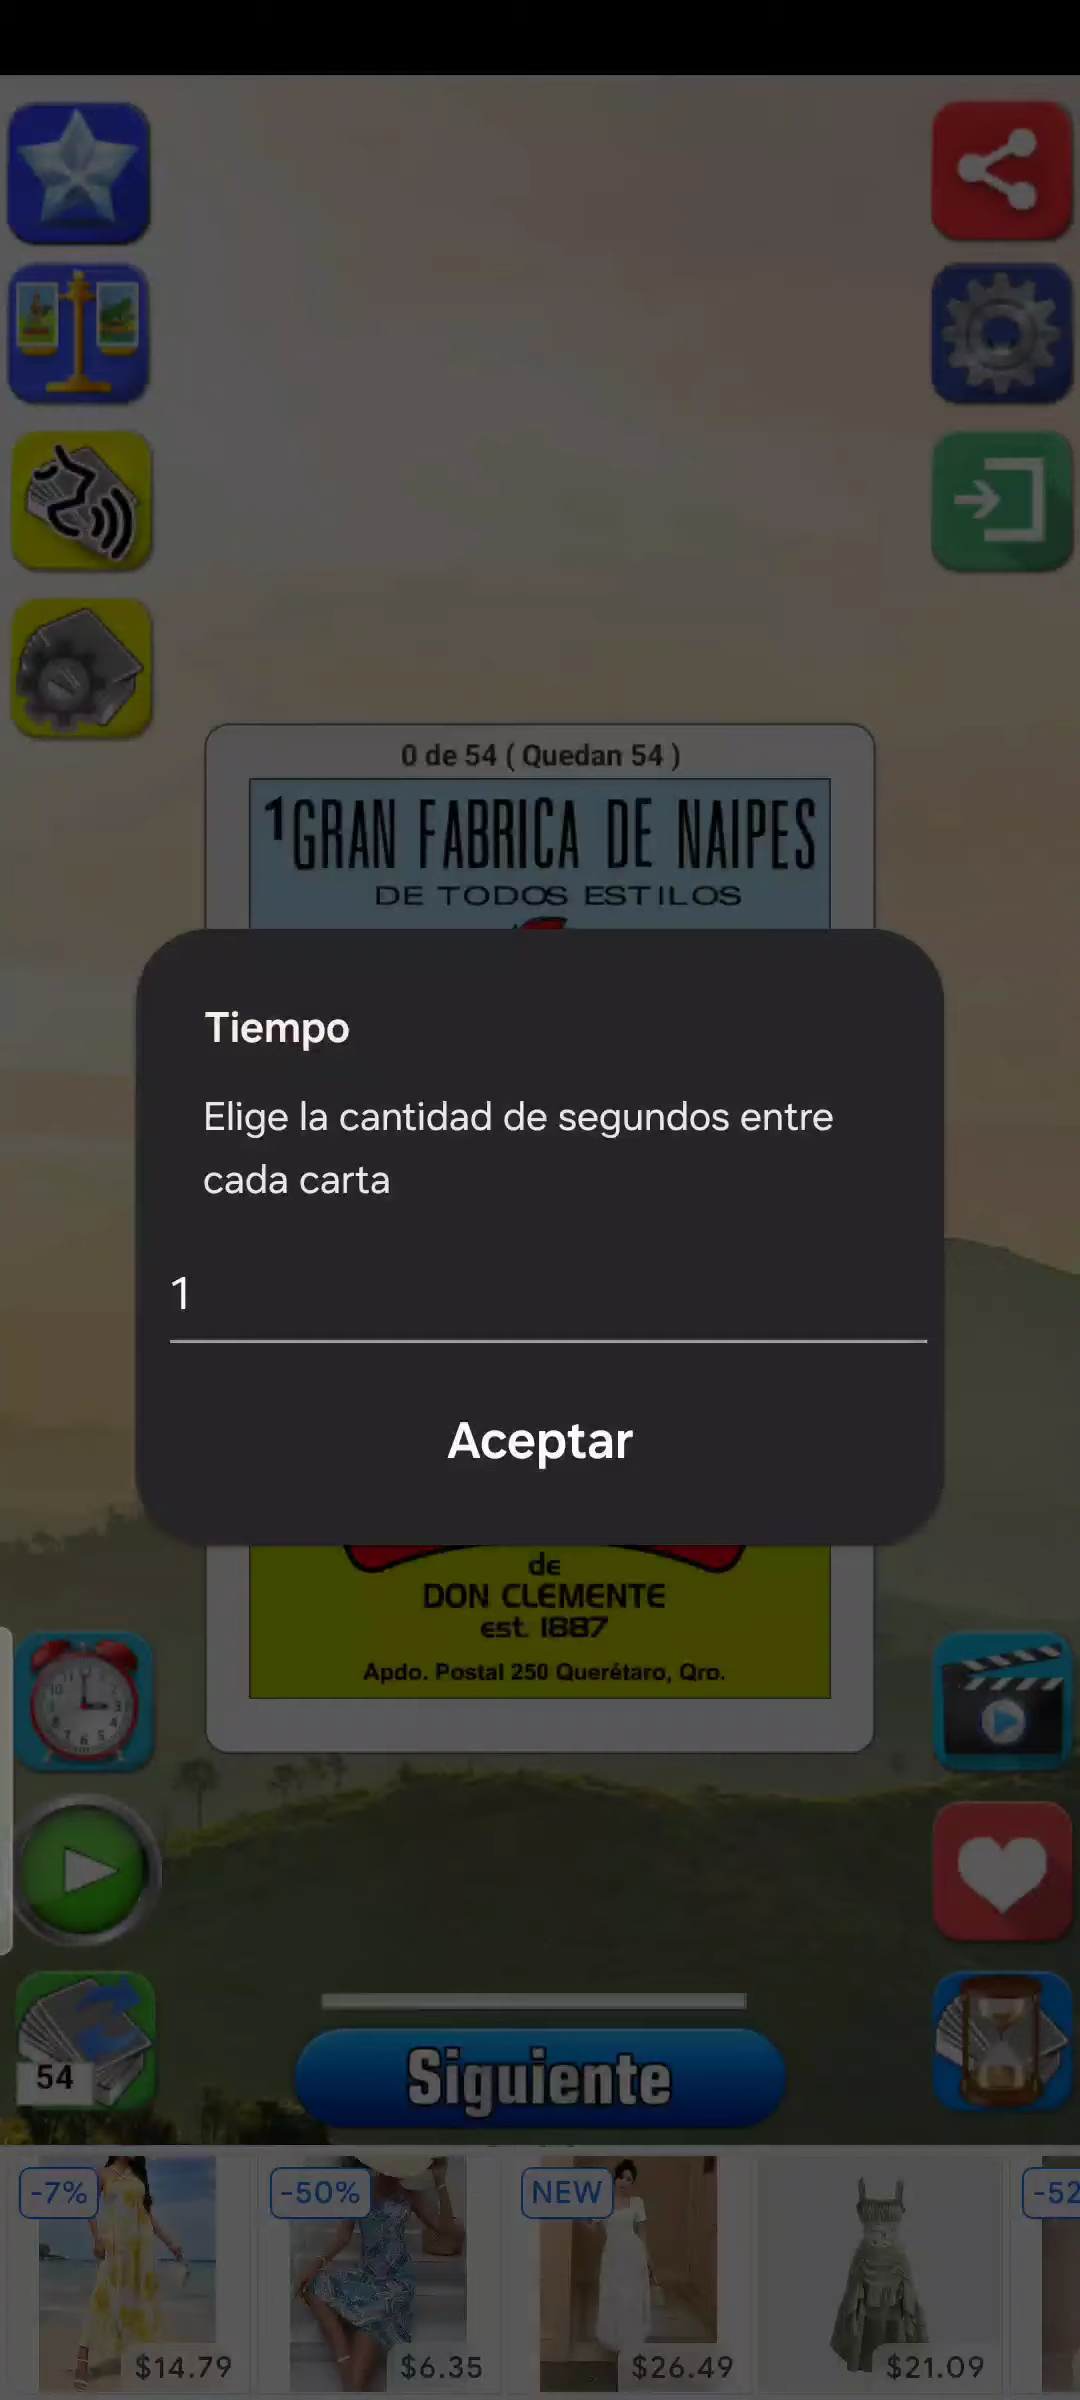 0 de 54 ( Quedan 54 )
1GRAN FABRICA DE NAIPES
DE TODOS ESTILOS
Tiempo
Elige la cantidad de segundos entre
cada carta
1
Aceptar
de
DON CLEMENTE
est. 1887
Apdo. Postal 250 Querétaro, Qro.
54
Siguiente
-7%
-50%
NEW
-52
$14.79
$6.35
$26.49
$21.09